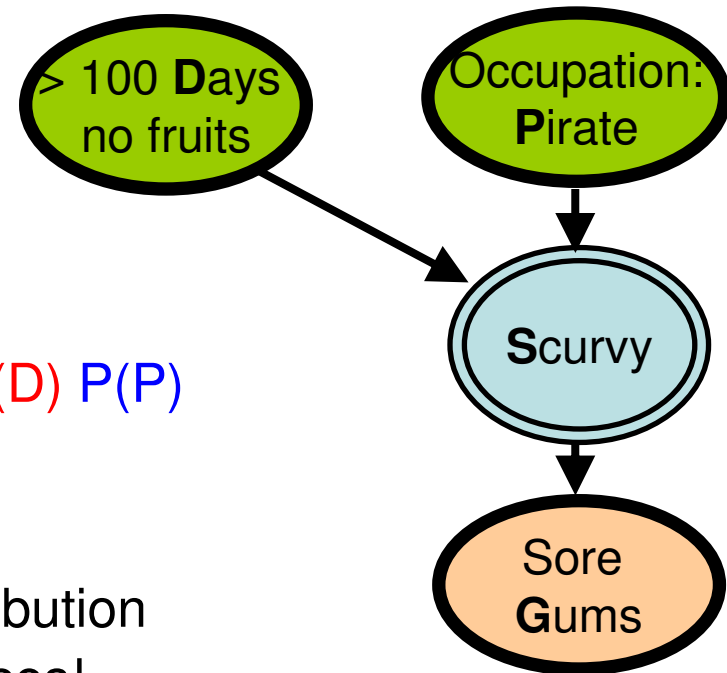 > 100 Days
no fruits
Occupation:
Pirate
Scurvy
(D) P(P)
Sore
Gums
bution